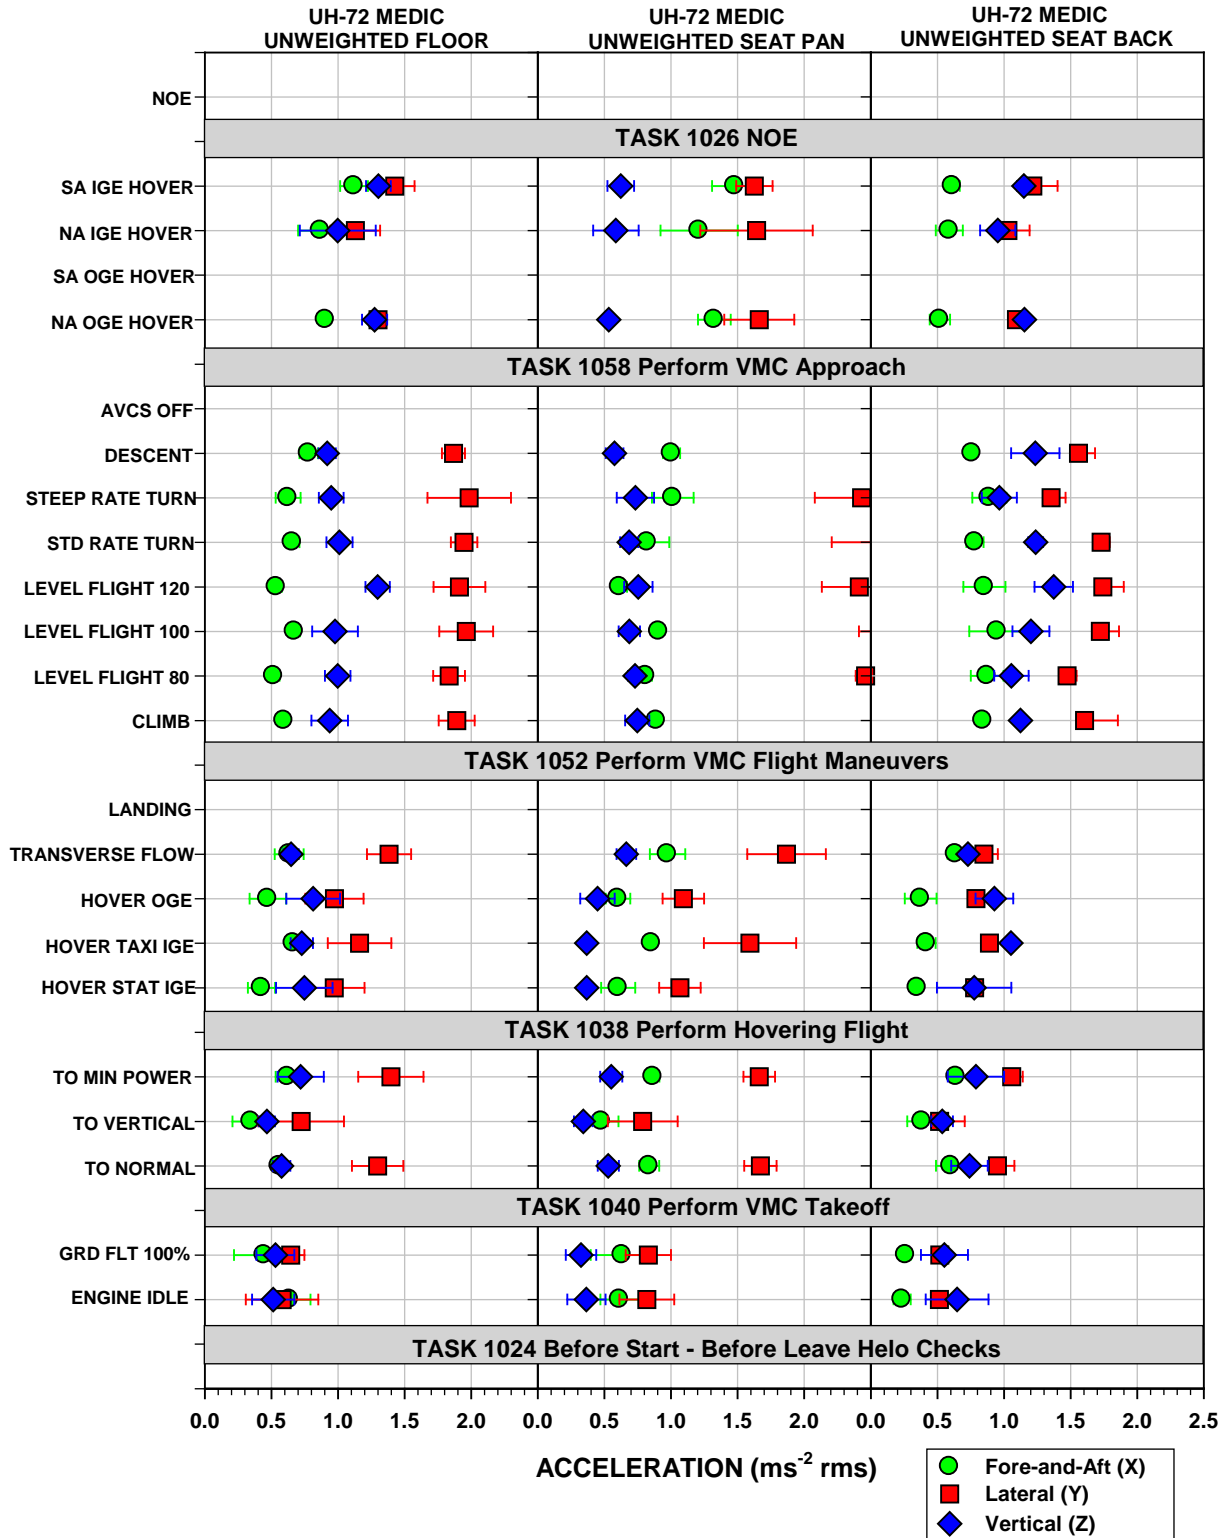 UH-72 MEDIC
UNWEIGHTED FLOOR
UH-72 MEDIC
UNWEIGHTED SEAT PAN
UH-72 MEDIC
UNWEIGHTED SEAT BACK
NOE
TASK 1026 NOE
SA IGE HOVER
NA IGE HOVER
SA OGE HOVER
NA OGE HOVER
TASK 1058 Perform VMC Approach
AVCS OFF
DESCENT
STEEP RATE TURN
STD RATE TURN
LEVEL FLIGHT 120
LEVEL FLIGHT 100
LEVEL FLIGHT 80
CLIMB
TASK 1052 Perform VMC Flight Maneuvers
LANDING
TRANSVERSE FLOW
HOVER OGE
HOVER TAXI IGE
HOVER STAT IGE
TASK 1038 Perform Hovering Flight
TO MIN POWER
TO VERTICAL
TO NORMAL
TASK 1040 Perform VMC Takeoff
GRD FLT 100%
ENGINE IDLE
TASK 1024 Before Start - Before Leave Helo Checks
0.0 0.5 1.0 1.5 2.0 0.0 0.5 1.0 1.5 2.0 0.0 0.5 1.0 1.5 2.0 2.5
ACCELERATION (ms-2 rms)
Fore-and-Aft (X)
Lateral (Y)
Vertical (Z)